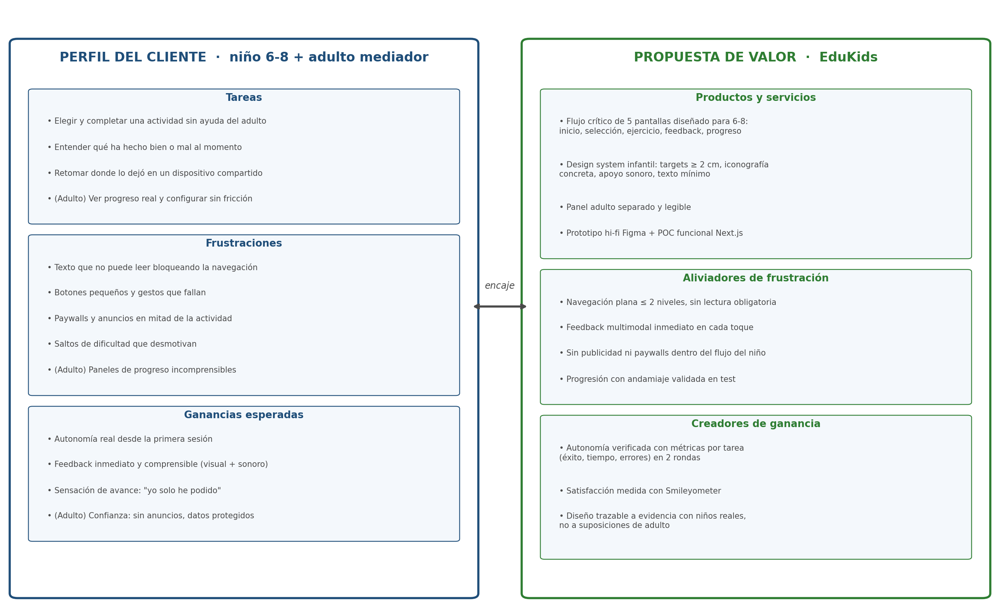 PERFIL DEL CLIENTE · niño 6-8 + adulto mediador
Tareas
• Elegir y completar una actividad sin ayuda del adulto
• Entender qué ha hecho bien o mal al momento
• Retomar donde lo dejó en un dispositivo compartido
• (Adulto) Ver progreso real y configurar sin fricción
Frustraciones
• Texto que no puede leer bloqueando la navegación
• Botones pequeños y gestos que fallan
• Paywalls y anuncios en mitad de la actividad
• Saltos de dificultad que desmotivan
• (Adulto) Paneles de progreso incomprensibles
Ganancias esperadas
• Autonomía real desde la primera sesión
• Feedback inmediato y comprensible (visual + sonoro)
• Sensación de avance: "yo solo he podido"
• (Adulto) Confianza: sin anuncios, datos protegidos
encaje
PROPUESTA DE VALOR · EduKids
Productos y servicios
• Flujo crítico de 5 pantallas diseñado para 6-8:
inicio, selección, ejercicio, feedback, progreso
• Design system infantil: targets ≥ 2 cm, iconografía
concreta, apoyo sonoro, texto mínimo
• Panel adulto separado y legible
• Prototipo hi-fi Figma + POC funcional Next.js
Aliviadores de frustración
• Navegación plana ≤ 2 niveles, sin lectura obligatoria
• Feedback multimodal inmediato en cada toque
• Sin publicidad ni paywalls dentro del flujo del niño
• Progresión con andamiaje validada en test
Creadores de ganancia
• Autonomía verificada con métricas por tarea
(éxito, tiempo, errores) en 2 rondas
• Satisfacción medida con Smileyometer
• Diseño trazable a evidencia con niños reales,
no a suposiciones de adulto